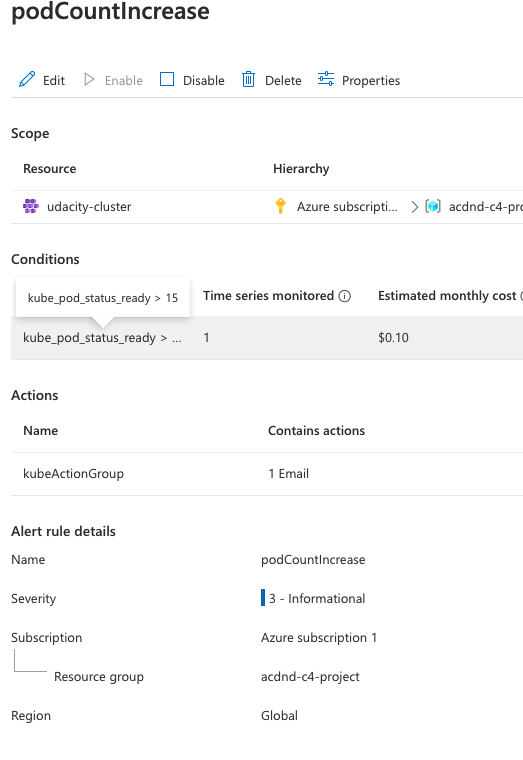 podCountIncrease
Edit Enable Disable Delete Properties
Scope
Resource Hierarchy
udacity-cluster Azure subscripti... > acdnd-c4-pro
Conditions
kube_pod_status_ready > 15
Time series monitored Estimated monthly cost
kube_pod_status_ready > ... 1 $0.10
Actions
Name Contains actions
kubeActionGroup 1 Email
Alert rule details
Name podCountIncrease
Severity 3 - Informational
Subscription Azure subscription 1
Resource group acdnd-c4-project
Region Global